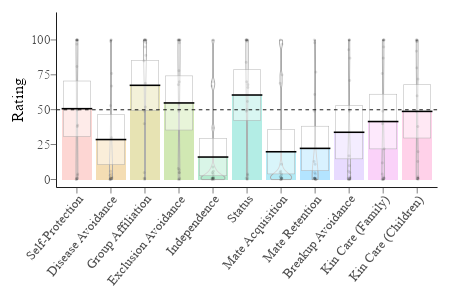 Rating
100
75
50
25
0
Self-Protection
Disease Avoidance
Group Affiliation
Exclusion Avoidance
Independence
Status
Mate Acquisition
Mate Retention
Breakup Avoidance
Kin Care (Family)
Kin Care (Children)